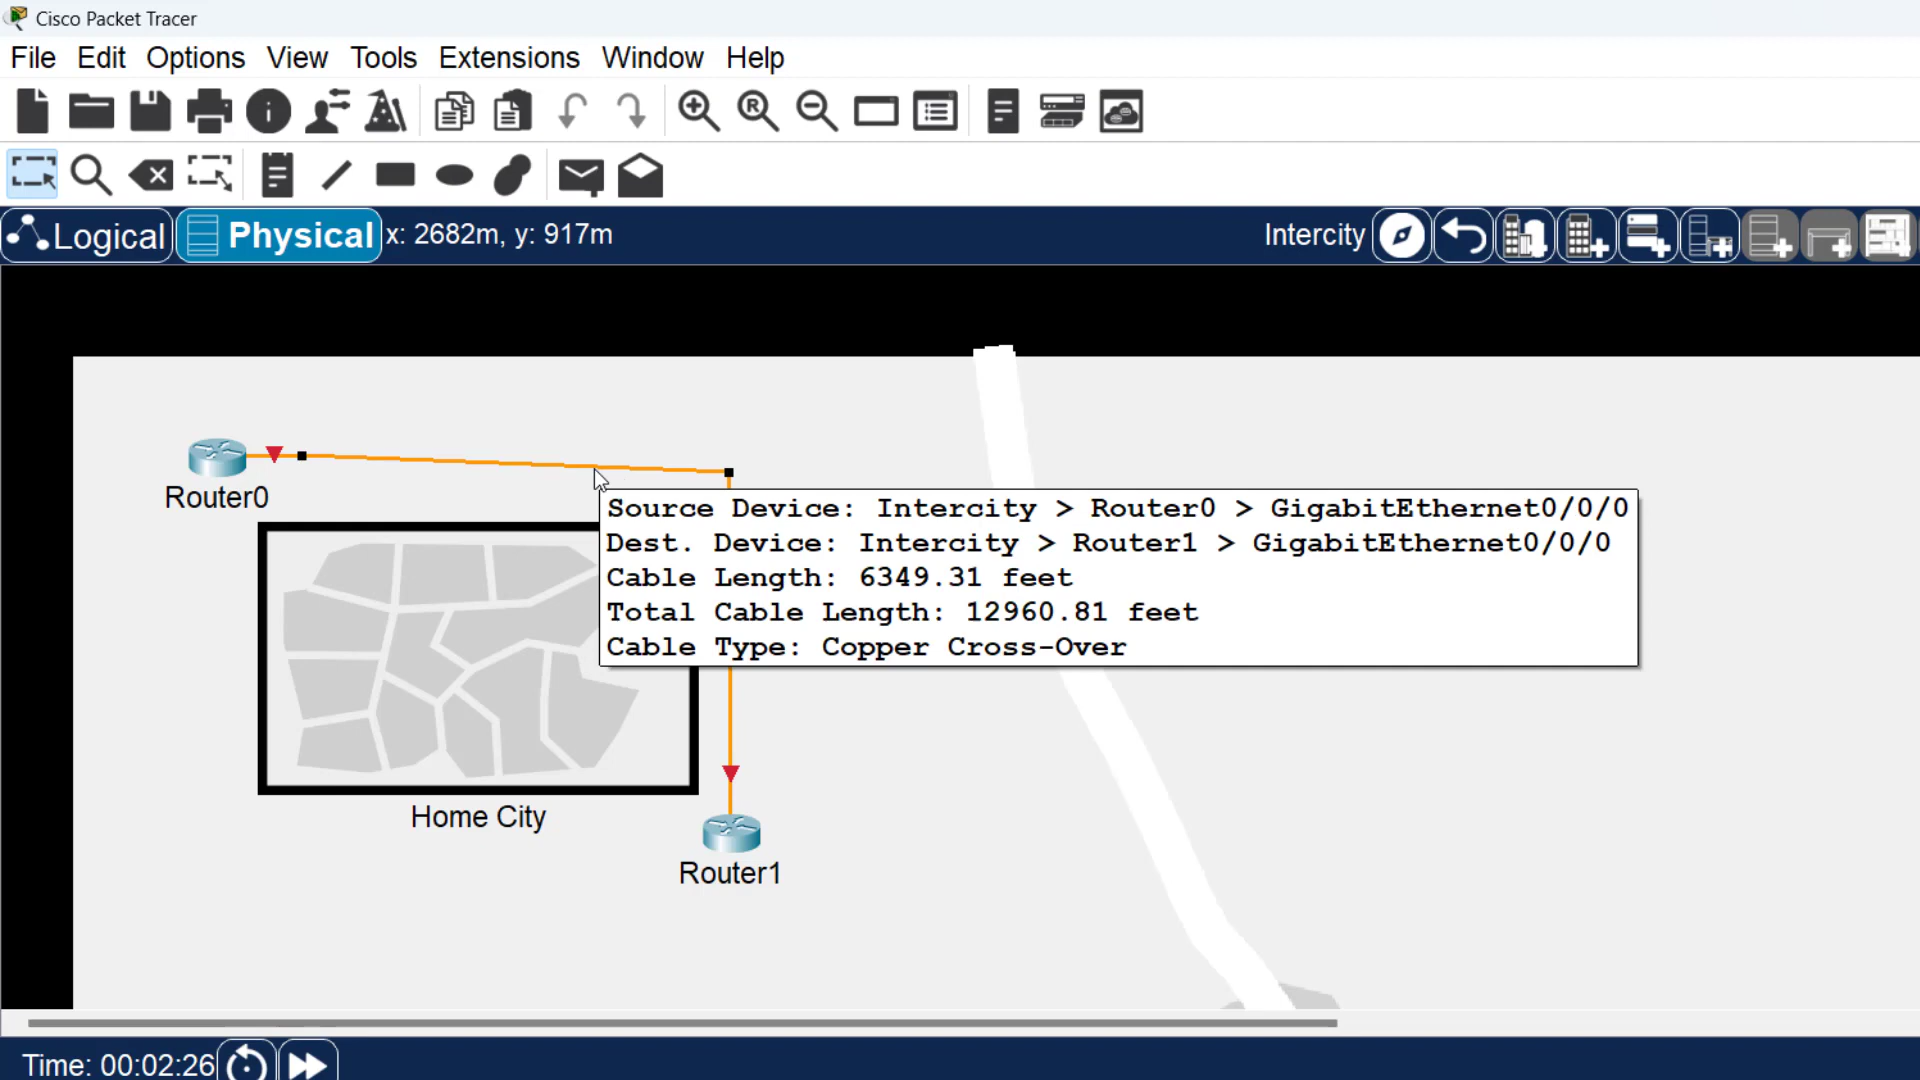 Cisco Packet Tracer
File Edit Options View Tools Extensions Window Help
Logical Physical x: 2682m, y: 917m Intercity
Router0
Source Device: Intercity > Router0 > GigabitEthernet0/0/0
Dest. Device: Intercity > Router1 > GigabitEthernet0/0/0
Cable Length: 6349.31 feet
Total Cable Length: 12960.81 feet
Cable Type: Copper Cross-Over
Home City
Router1
Time: 00:02:26